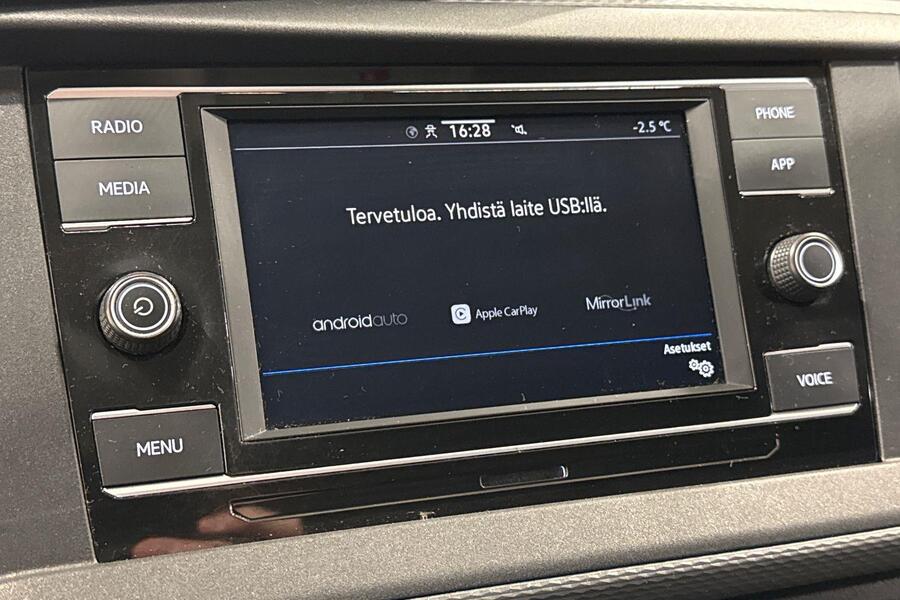 RADIO
MEDIA
MENU
16:28
-2.5 °C
Tervetuloa. Yhdistä laite USB:llä.
androidauto
Apple CarPlay
MirrorLink
Asetukset
PHONE
APP
VOICE